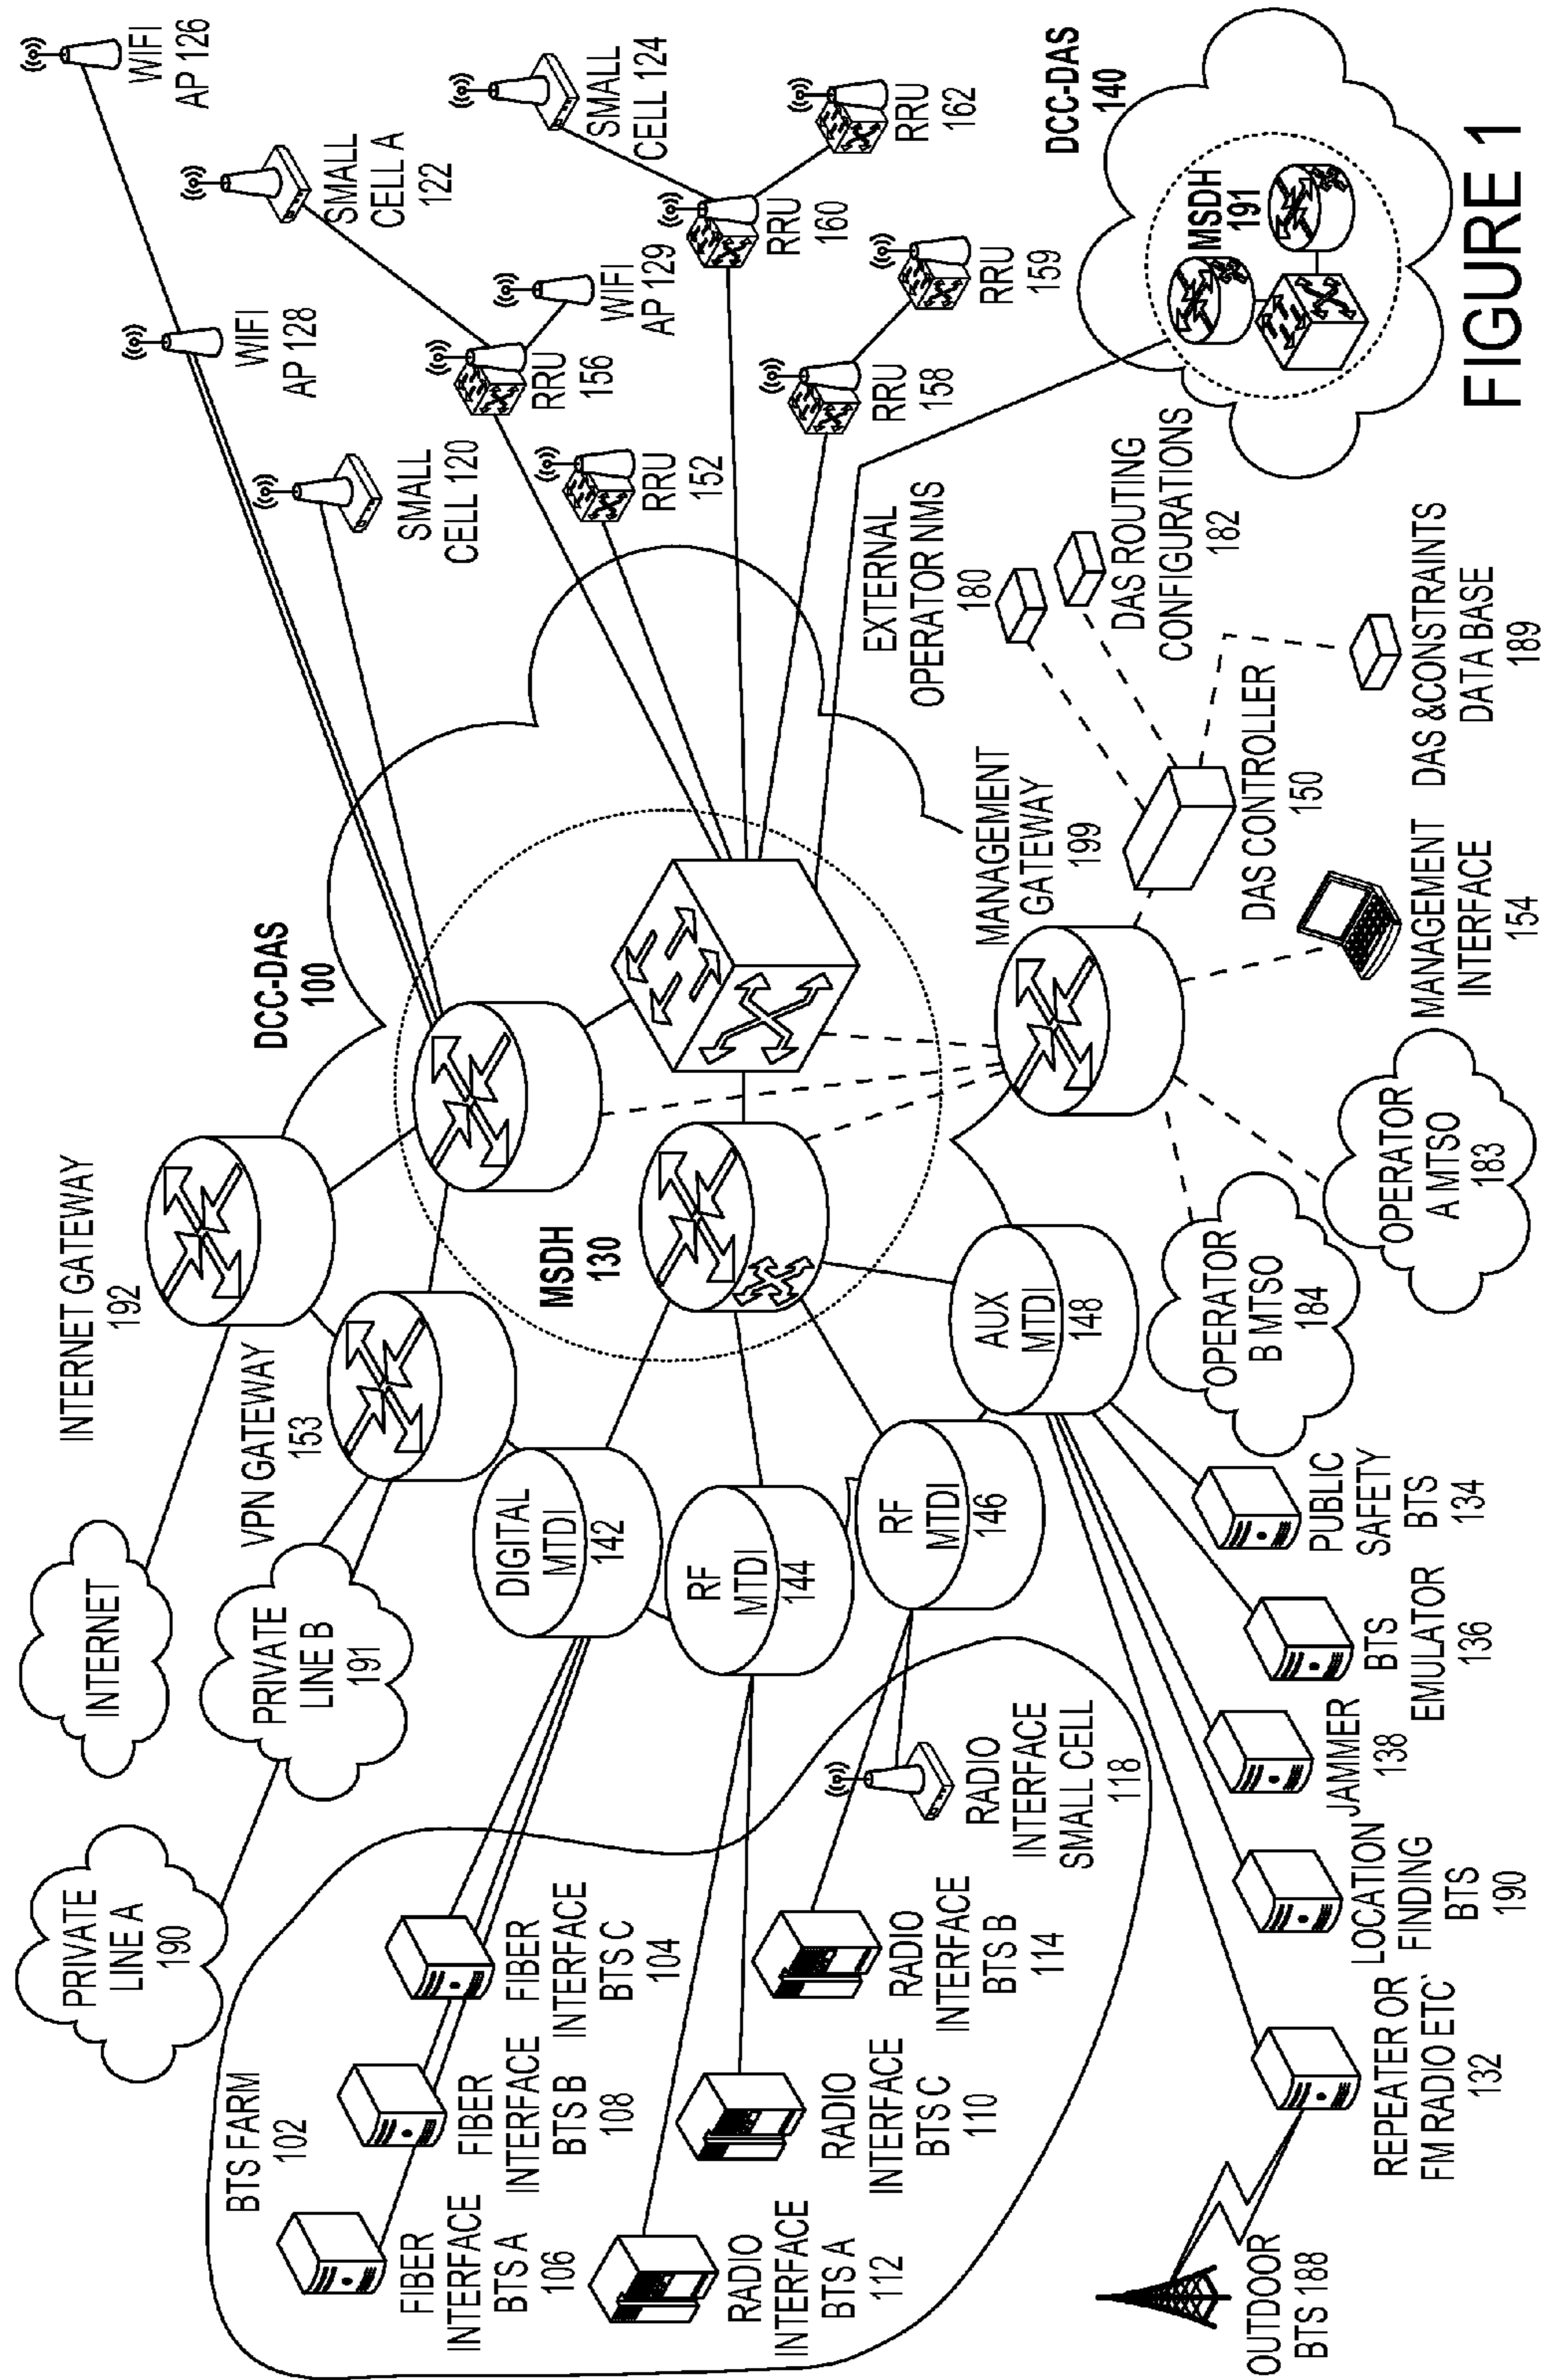 INTERNET GATEWAY
192
INTERNET
PRIVATE
LINE A
190
PRIVATE
LINE B
191
VPN GATEWAY
153
DCC-DAS
100
WIFI
AP 126
WIFI
AP 128
SMALL
CELL A
122
SMALL
CELL 120
SMALL
CELL 124
WIFI
AP 129
RRU
156
RRU
152
RRU
160
RRU
162
RRU
158
RRU
159
DCC-DAS
140
MSDH
191
BTS FARM
102
FIBER
INTERFACE
BTS A
106
FIBER
INTERFACE
BTS B
108
FIBER
INTERFACE
BTS C
104
RADIO
INTERFACE
BTS A
112
RADIO
INTERFACE
BTS C
110
RADIO
INTERFACE
BTS B
114
RADIO
INTERFACE
SMALL CELL
118
DIGITAL
MTDI
142
RF
MTDI
144
RF
MTDI
146
AUX
MTDI
148
MSDH
130
MANAGEMENT
GATEWAY
199
EXTERNAL
OPERATOR NMS
180
DAS ROUTING
CONFIGURATIONS
182
DAS CONTROLLER
150
DAS &CONSTRAINTS
DATA BASE
189
MANAGEMENT
INTERFACE
154
OPERATOR
A MTSO
183
OPERATOR
B MTSO
184
PUBLIC
SAFETY
BTS
134
BTS
EMULATOR
136
JAMMER
138
LOCATION
FINDING
BTS
190
REPEATER OR
FM RADIO ETC`
132
OUTDOOR
BTS 188
FIGURE 1